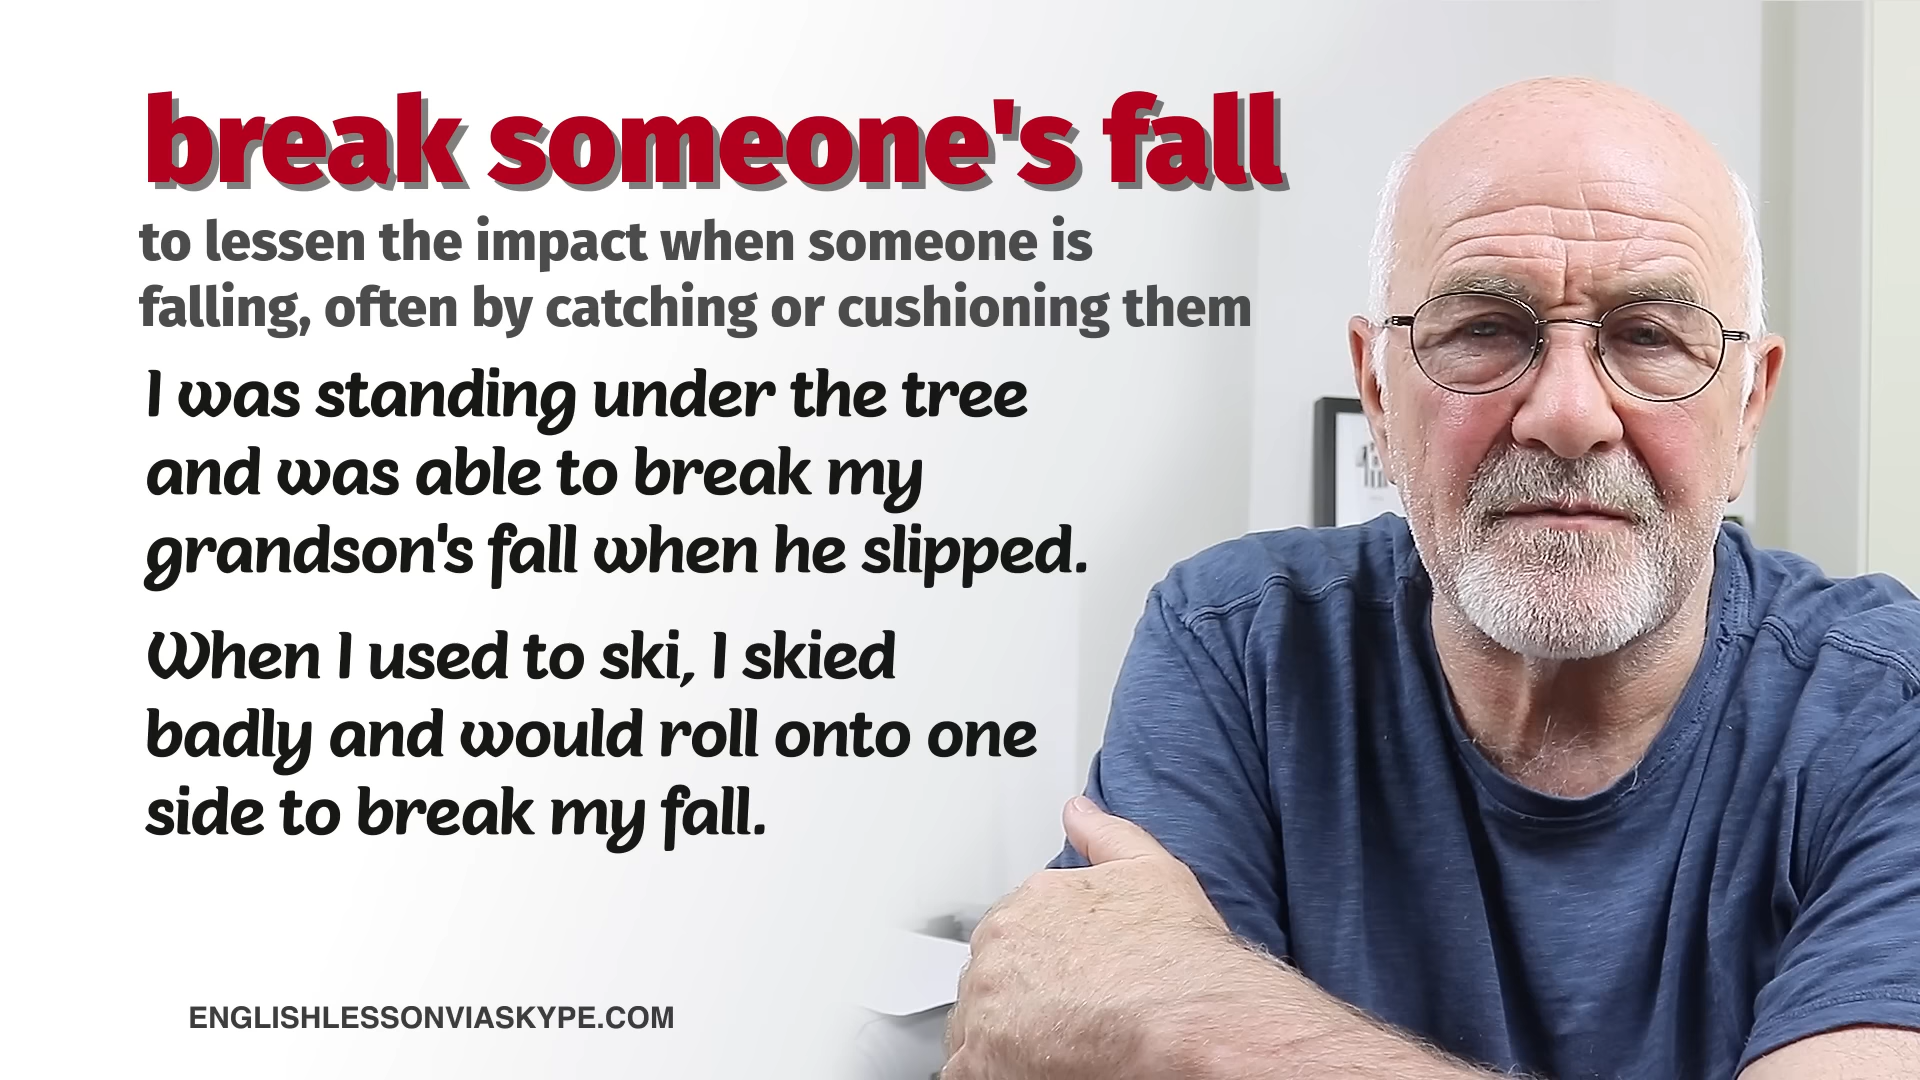 break someone's fall
to lessen the impact when someone is
falling, often by catching or cushioning them
I was standing under the tree
and was able to break my
grandson's fall when he slipped.
When I used to ski, I skied
badly and would roll onto one
side to break my fall.
ENGLISHLESSONVIASKYPE.COM